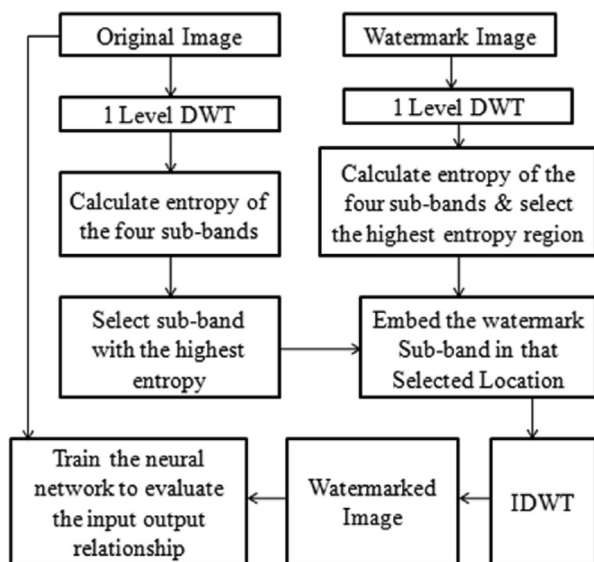 Original Image
Watermark Image
1 Level DWT
1 Level DWT
Calculate entropy of
the four sub-bands
Calculate entropy of the
four sub-bands & select
the highest entropy region
Select sub-band
with the highest
entropy
Embed the watermark
Sub-band in that
Selected Location
Train the neural
network to evaluate
the input output
relationship
Watermarked
Image
IDWT